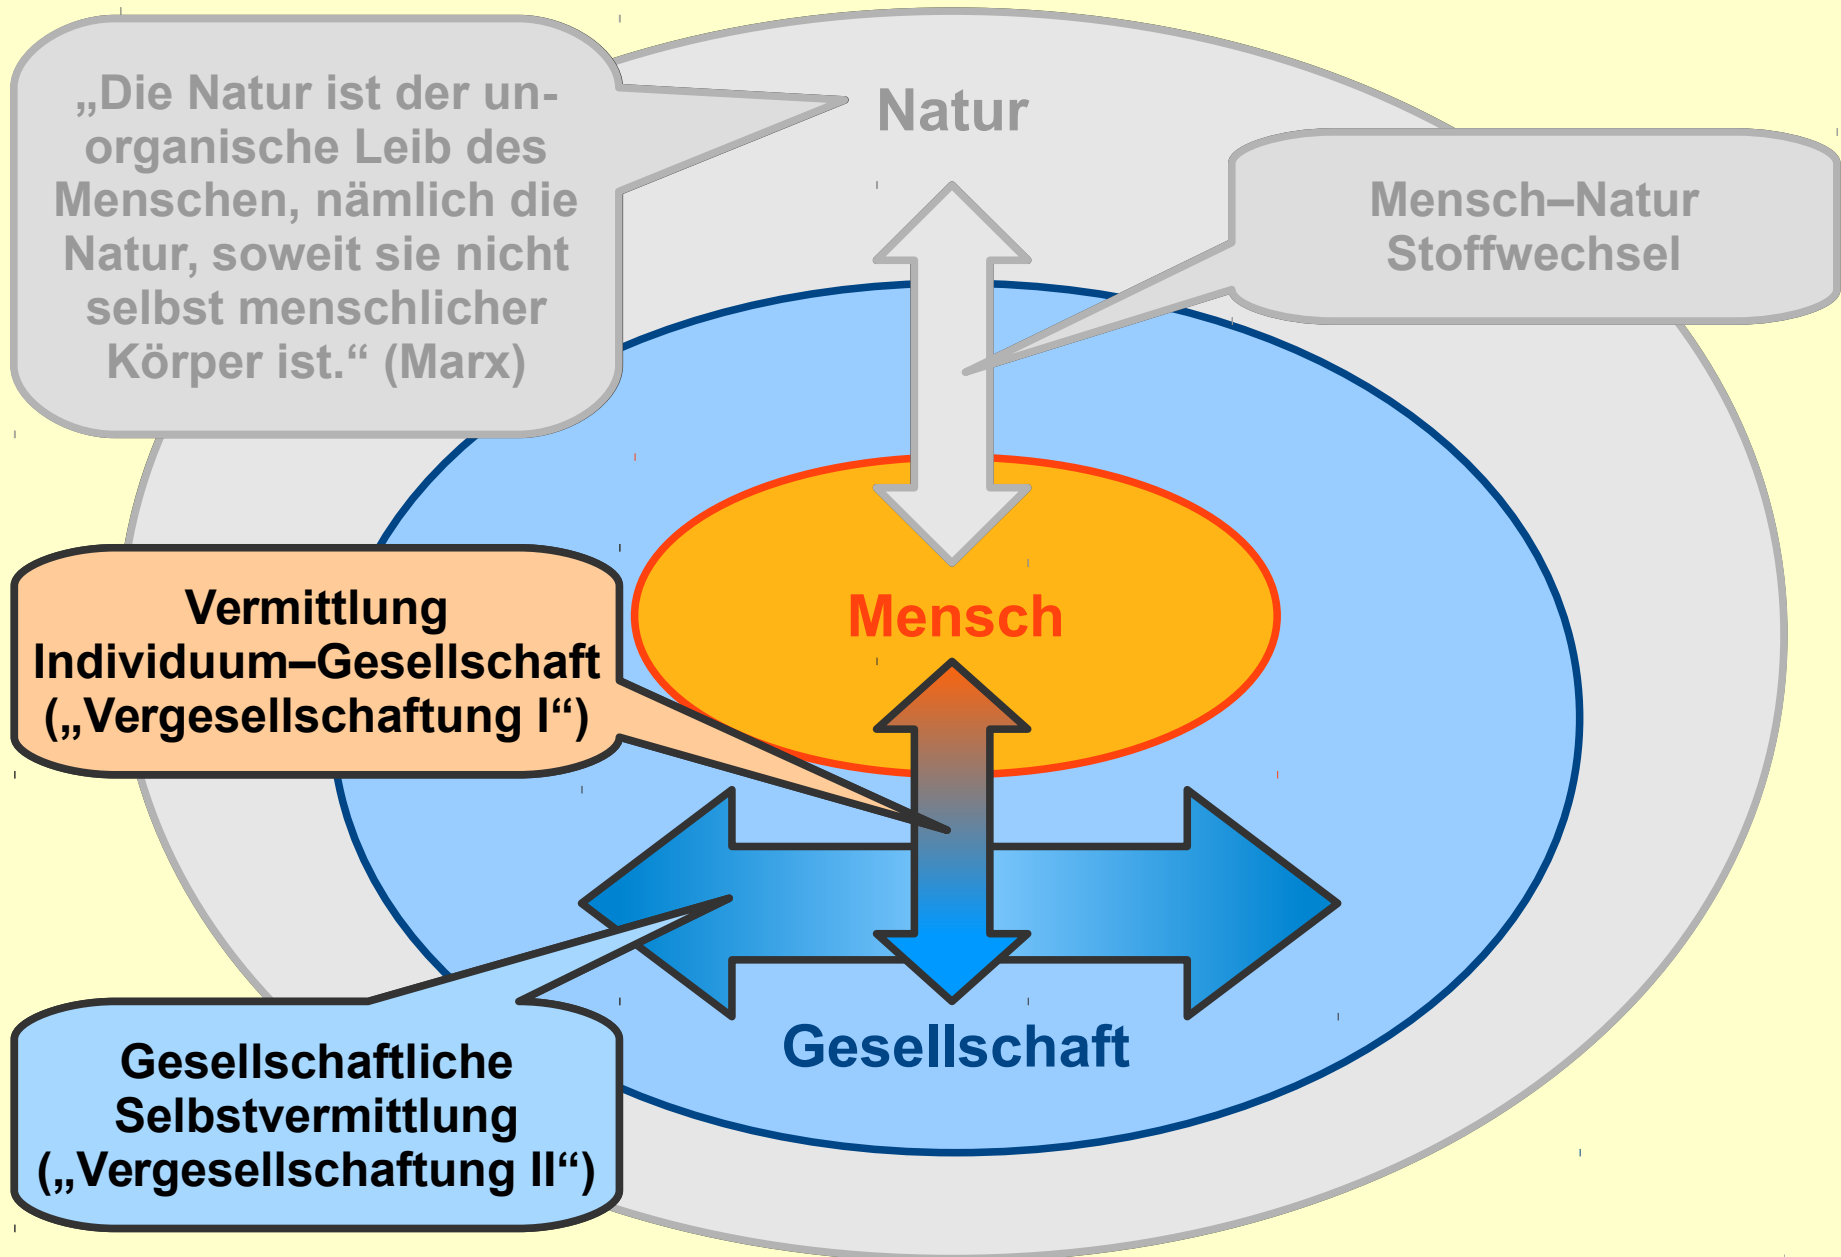 „Die Natur ist der un-
organische Leib des
Menschen, nämlich die
Natur, soweit sie nicht
selbst menschlicher
Körper ist.“ (Marx)
Natur
Mensch–Natur
Stoffwechsel
Vermittlung
Individuum–Gesellschaft
(„Vergesellschaftung I“)
Mensch
Gesellschaftliche
Selbstvermittlung
(„Vergesellschaftung II“)
Gesellschaft